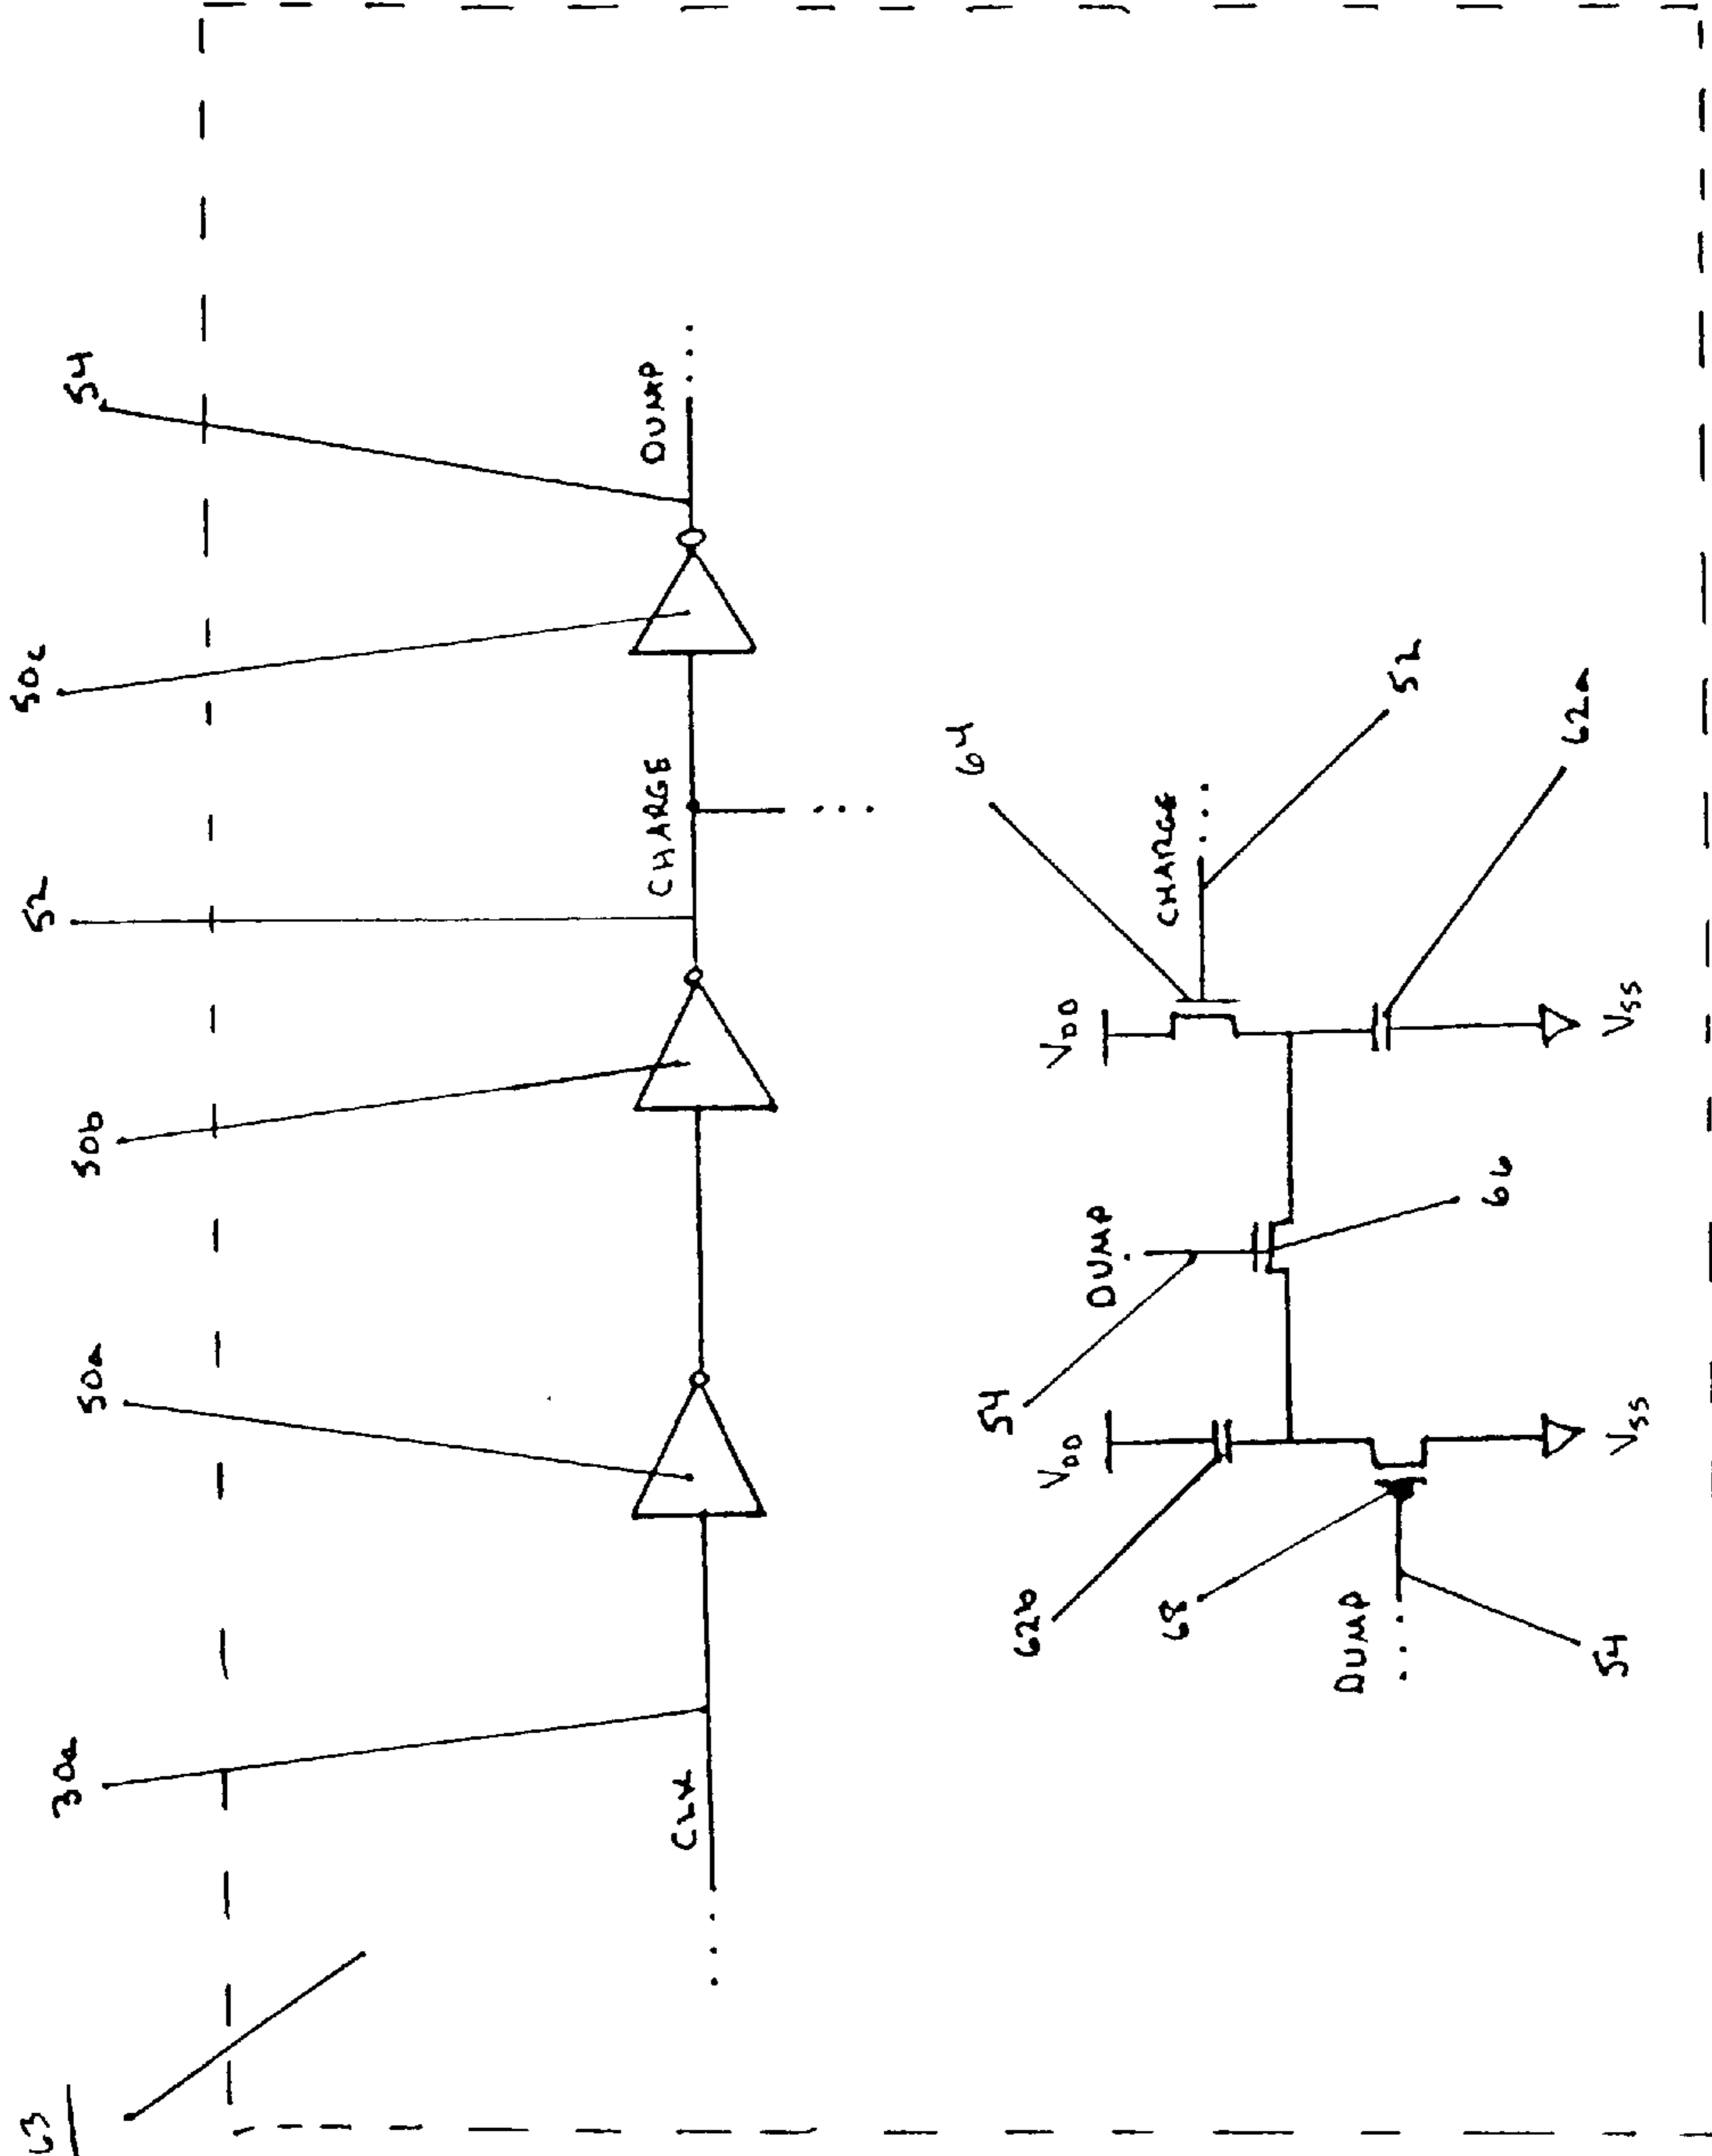 63
30a
50a
50b
52
50c
54
CLK
CHARGE
DUMP
64
CHARGE
52
62a
VDD
VSS
DUMP
54
66
VDD
VSS
62b
68
DUMP
54